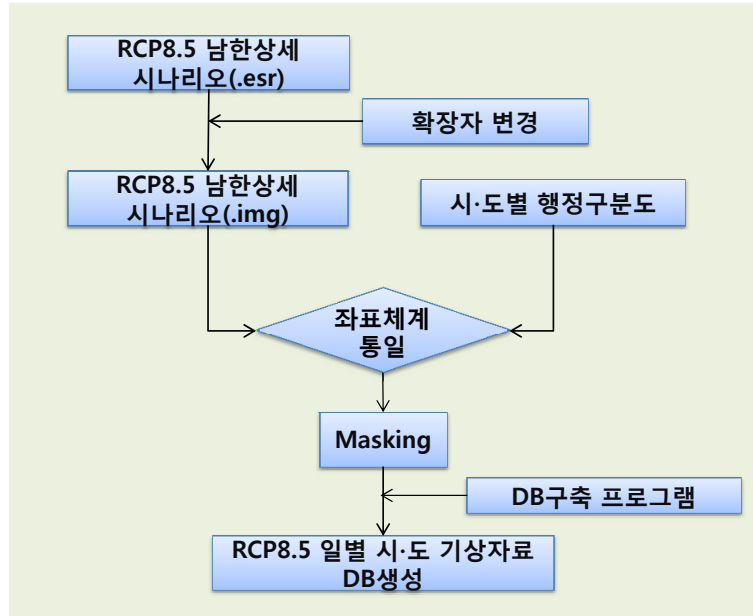 RCP8.5 남한상세
시나리오(.esr)
확장자 변경
RCP8.5 남한상세
시나리오(.img)
시·도별 행정구분도
좌표체계
통일
Masking
DB구축 프로그램
RCP8.5 일별 시·도 기상자료
DB생성